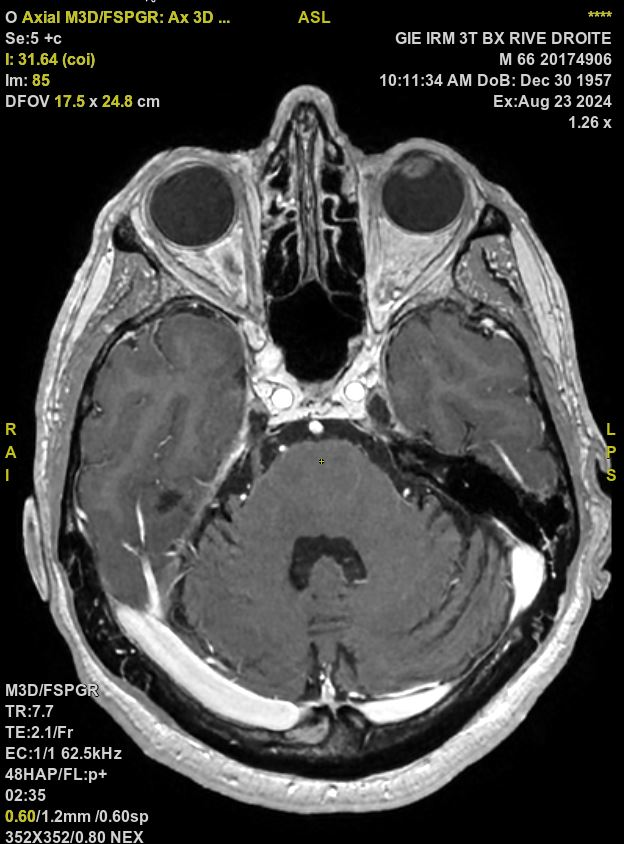 O Axial M3D/FSPGR: Ax 3D ...
Se:5 +c
I: 31.64 (coi)
Im: 85
DFOV 17.5 x 24.8 cm
ASL
****
GIE IRM 3T BX RIVE DROITE
M 66 20174906
10:11:34 AM DoB: Dec 30 1957
Ex:Aug 23 2024
1.26 x
R
A
I
L
P
S
M3D/FSPGR
TR:7.7
TE:2.1/Fr
EC:1/1 62.5kHz
48HAP/FL:p+
02:35
0.60/1.2mm /0.60sp
352X352/0.80 NEX